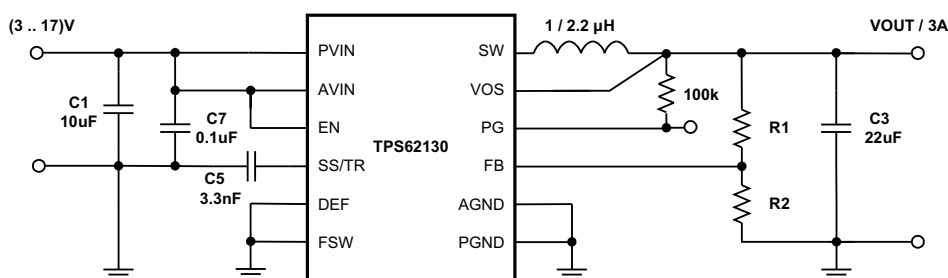 (3 .. 17)V
1 / 2.2 µH
VOUT / 3A
PVIN
SW
AVIN
VOS
C1
10uF
C7
0.1uF
100k
EN
PG
R1
C3
22uF
TPS62130
SS/TR
FB
C5
3.3nF
DEF
AGND
R2
FSW
PGND